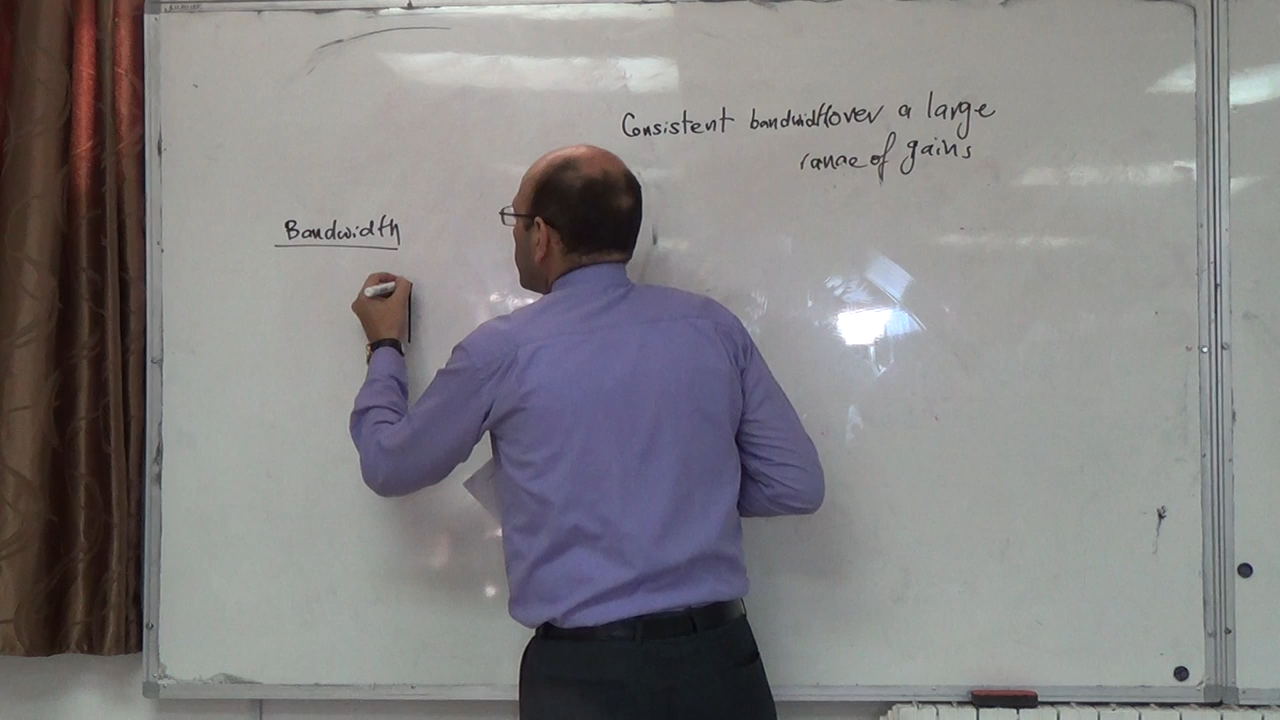 Consistent bandwidth over a large
range of gains
Bandwidth